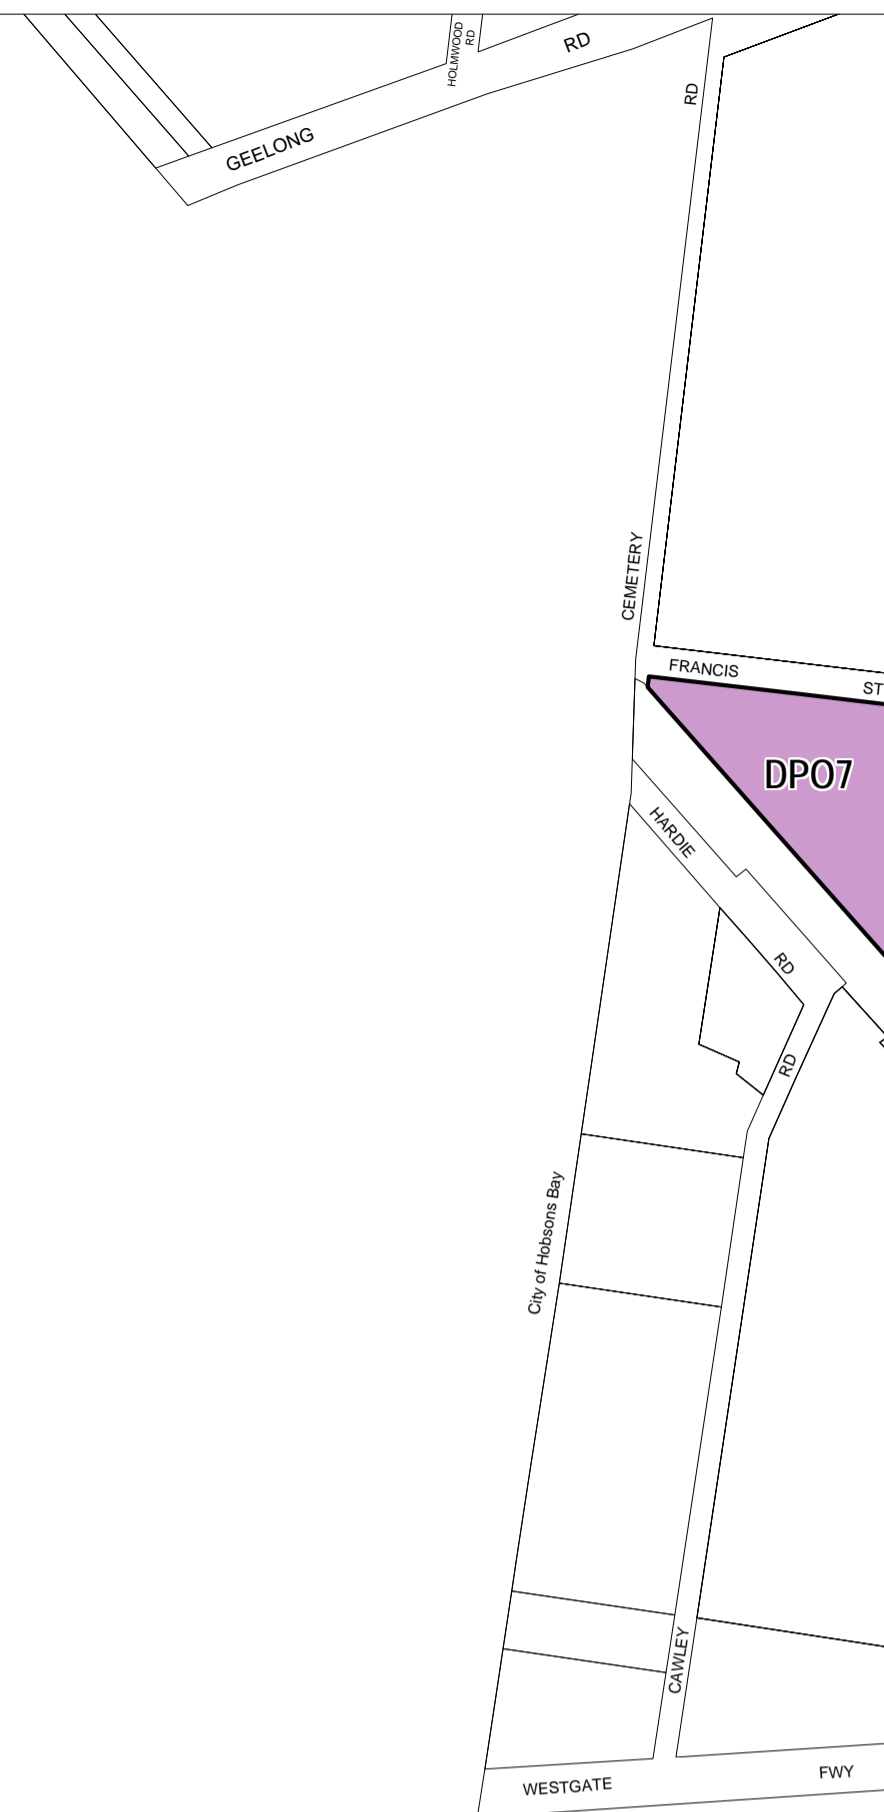 HOLMWOOD
RD
GEELONG RD
CEMETERY RD
FRANCIS ST
DPO7
HARDIE RD
RD
City of Hobsons Bay
CAWLEY
WESTGATE FWY